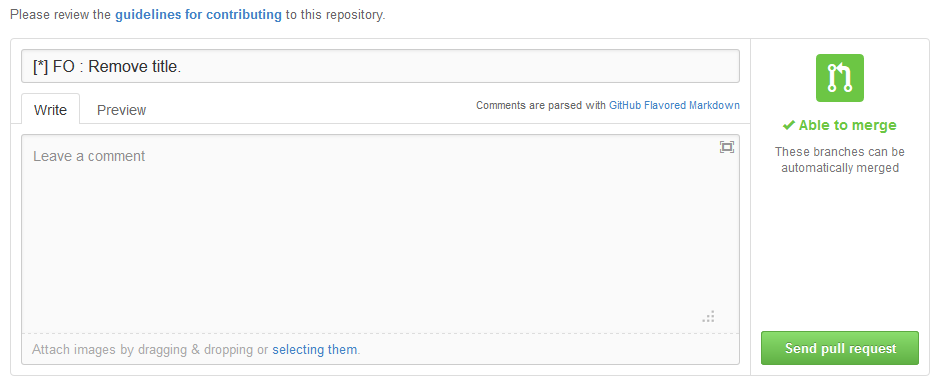 Please review the guidelines for contributing to this repository.
[*] FO : Remove title.
Write
Preview
Comments are parsed with GitHub Flavored Markdown
Leave a comment
Attach images by dragging & dropping or selecting them.
Able to merge
These branches can be
automatically merged
Send pull request